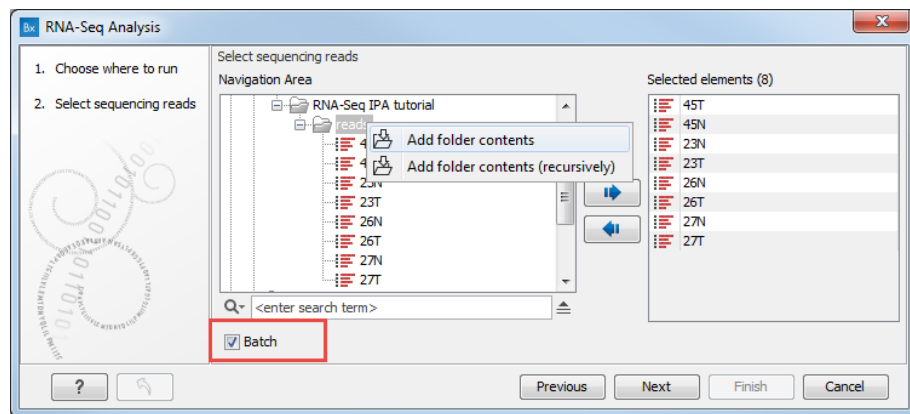 Bx RNA-Seq Analysis
1. Choose where to run
2. Select sequencing reads
Select sequencing reads
Navigation Area
RNA-Seq IPA tutorial
reads
Add folder contents
Add folder contents (recursively)
23T
26N
26T
27N
27T
<enter search term>
Batch
Selected elements (8)
45T
45N
23N
23T
26N
26T
27N
27T
?
Previous
Next
Finish
Cancel